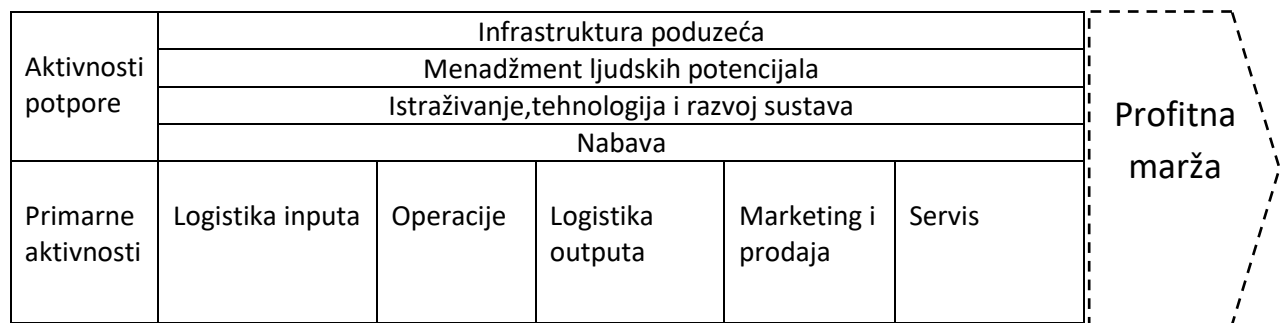 Infrastruktura poduzeća
Aktivnosti
potpore
Menadžment ljudskih potencijala
Istraživanje,tehnologija i razvoj sustava
Nabava
Profitna
marža
Primarne
aktivnosti
Logistika inputa
Operacije
Logistika
outputa
Marketing i
prodaja
Servis